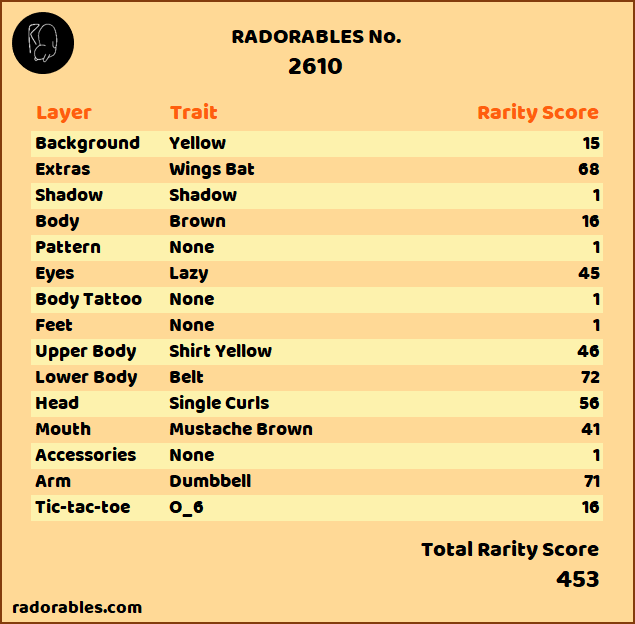 RADORABLES No.
2610
Layer Trait Rarity Score
Background Yellow 15
Extras Wings Bat 68
Shadow Shadow 1
Body Brown 16
Pattern None 1
Eyes Lazy 45
Body Tattoo None 1
Feet None 1
Upper Body Shirt Yellow 46
Lower Body Belt 72
Head Single Curls 56
Mouth Mustache Brown 41
Accessories None 1
Arm Dumbbell 71
Tic-tac-toe O_6 16
Total Rarity Score
453
radorables.com